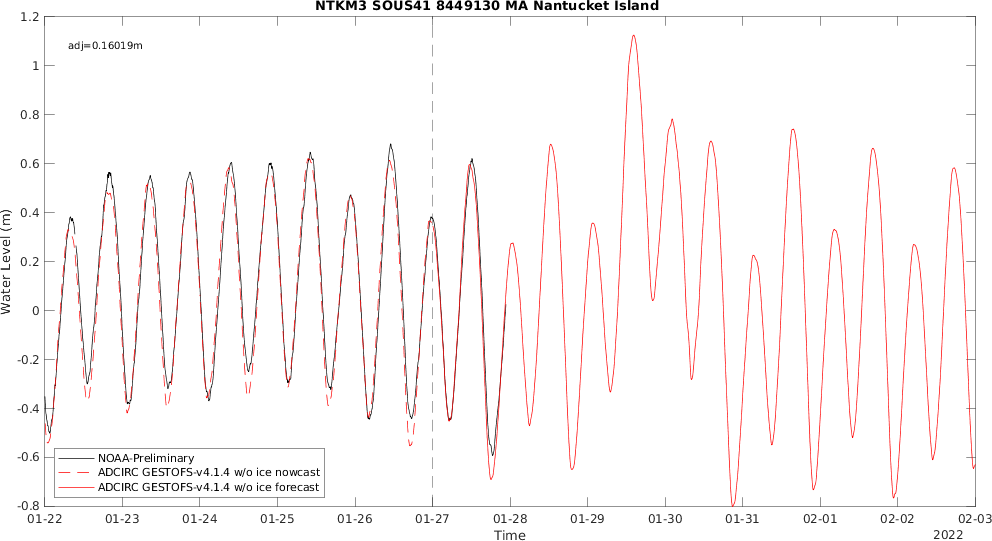 NTKM3 SOUS41 8449130 MA Nantucket Island
adj=0.16019m
1.2
1
0.8
0.6
0.4
0.2
0
-0.2
-0.4
-0.6
-0.8
Water Level (m)
NOAA-Preliminary
ADCIRC GESTOFS-v4.1.4 w/o ice nowcast
ADCIRC GESTOFS-v4.1.4 w/o ice forecast
01-22 01-23 01-24 01-25 01-26 01-27 01-28 01-29 01-30 01-31 02-01 02-02 02-03
Time
2022